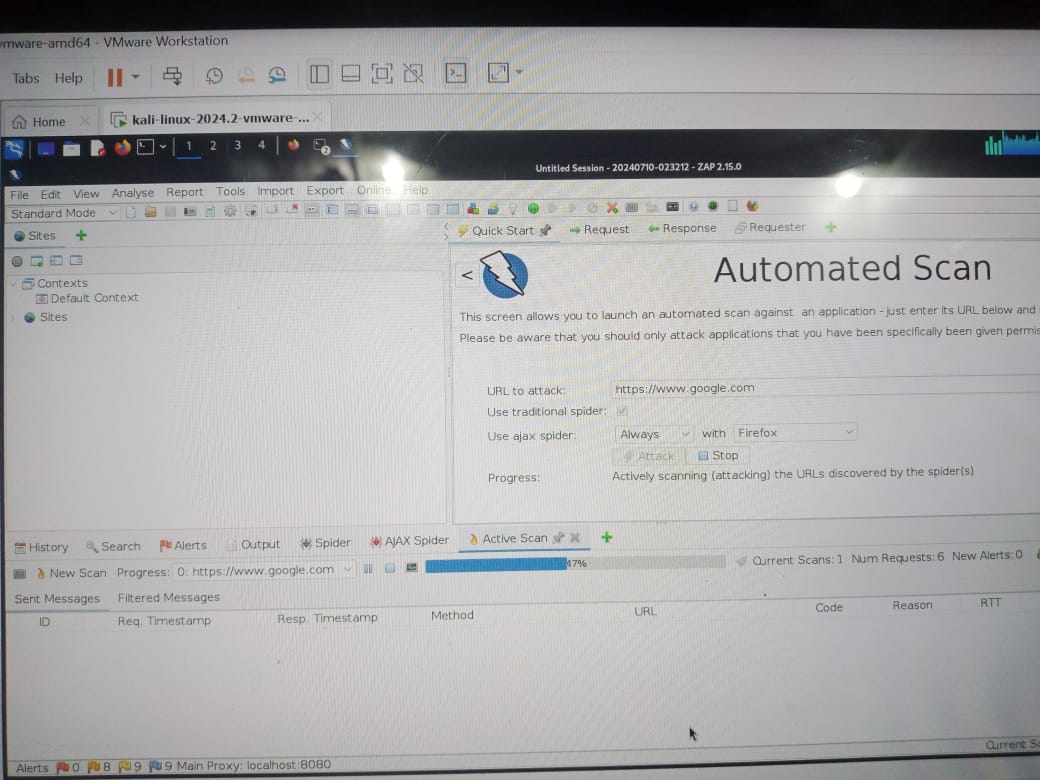 vmware-amd64 - VMware Workstation
Tabs Help
Home kali-linux-2024.2-vmware-...
1 2 3 4
Untitled Session - 20240710-023212 - ZAP 2.15.0
File Edit View Analyse Report Tools Import Export Online Help
Standard Mode
Sites
Quick Start Request Response Requester
Contexts
Default Context
Sites
< Automated Scan
This screen allows you to launch an automated scan against an application - just enter its URL below and
Please be aware that you should only attack applications that you have been specifically been given permis
URL to attack: https://www.google.com
Use traditional spider:
Use ajax spider: Always with Firefox
Attack Stop
Progress: Actively scanning (attacking) the URLs discovered by the spider(s)
History Search Alerts Output Spider AJAX Spider Active Scan
New Scan Progress: 0: https://www.google.com 47% Current Scans: 1 Num Requests: 6 New Alerts: 0
Sent Messages Filtered Messages
ID Req. Timestamp Resp. Timestamp Method URL Code Reason RTT
Current Sc
Alerts 0 8 9 9 Main Proxy: localhost:8080